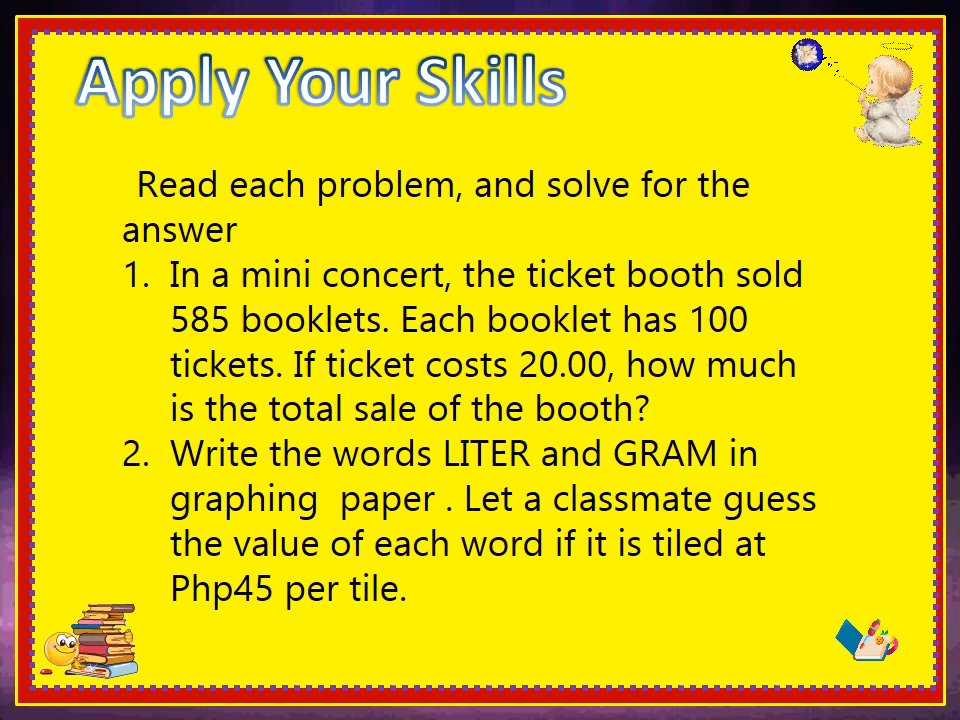 Apply Your Skills
Read each problem, and solve for the
answer
1. In a mini concert, the ticket booth sold
585 booklets. Each booklet has 100
tickets. If ticket costs 20.00, how much
is the total sale of the booth?
2. Write the words LITER and GRAM in
graphing  paper . Let a classmate guess
the value of each word if it is tiled at
Php45 per tile.